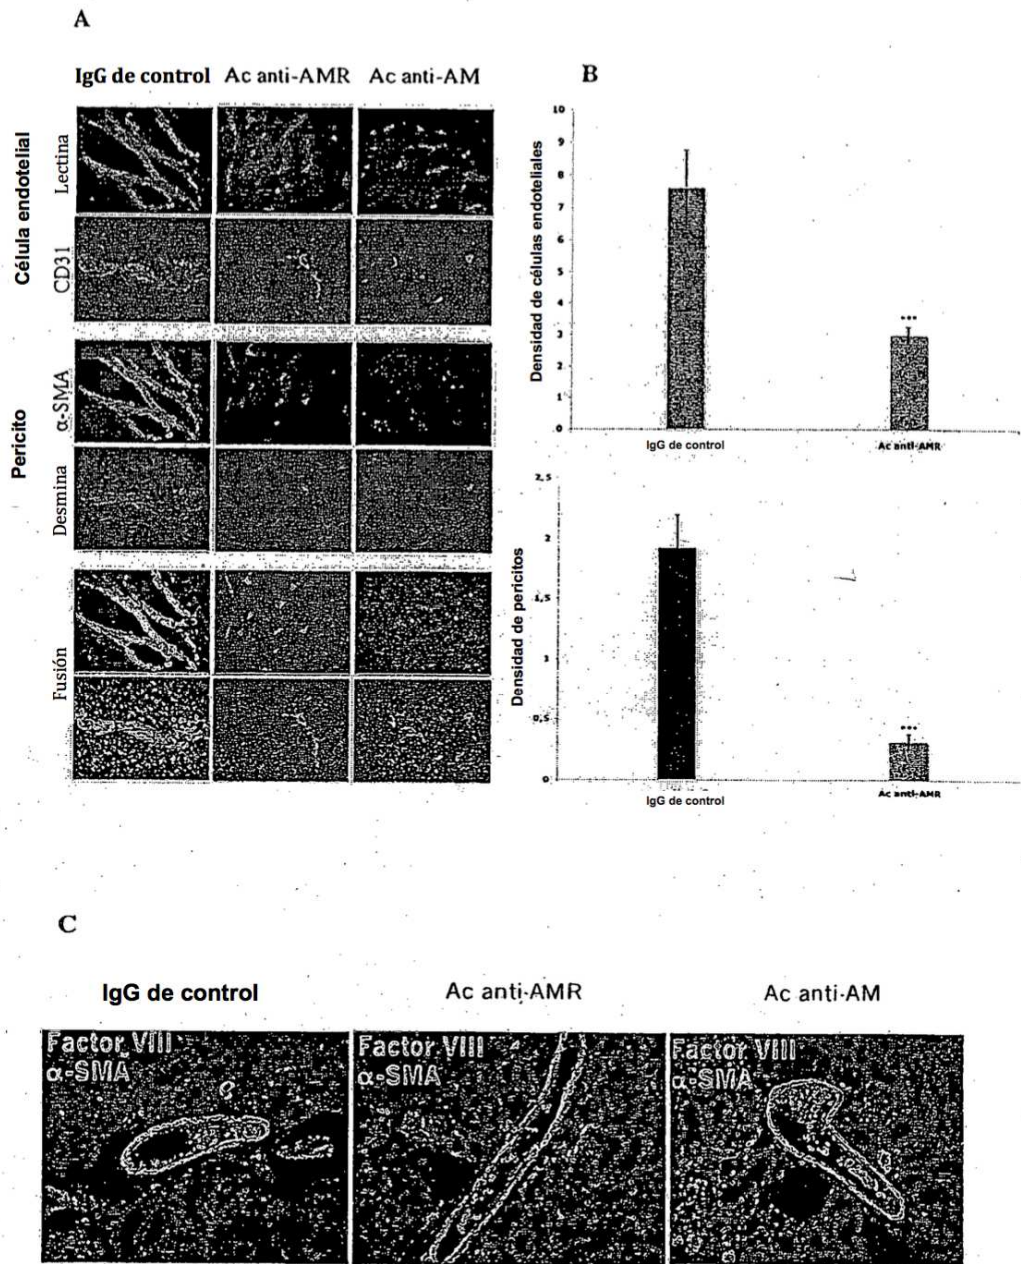 A
IgG de control Ac anti-AMR Ac anti-AM
Célula endotelial
Lectina
CD31
Pericito
α-SMA
Desmina
Fusión
B
Densidad de células endoteliales
10
9
8
7
6
5
4
3
2
1
0
***
IgG de control Ac anti-AMR
Densidad de pericitos
2,5
2
1,5
1
0,5
0
***
IgG de control Ac anti-AMR
C
IgG de control Ac anti-AMR Ac anti-AM
Factor VIII
α-SMA
Factor VIII
α-SMA
Factor VIII
α-SMA